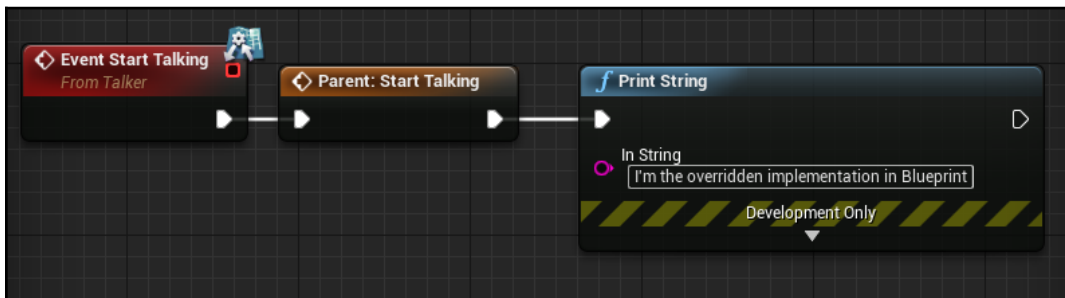 Event Start Talking
From Talker
Parent: Start Talking
f Print String
In String
I'm the overridden implementation in Blueprint
Development Only